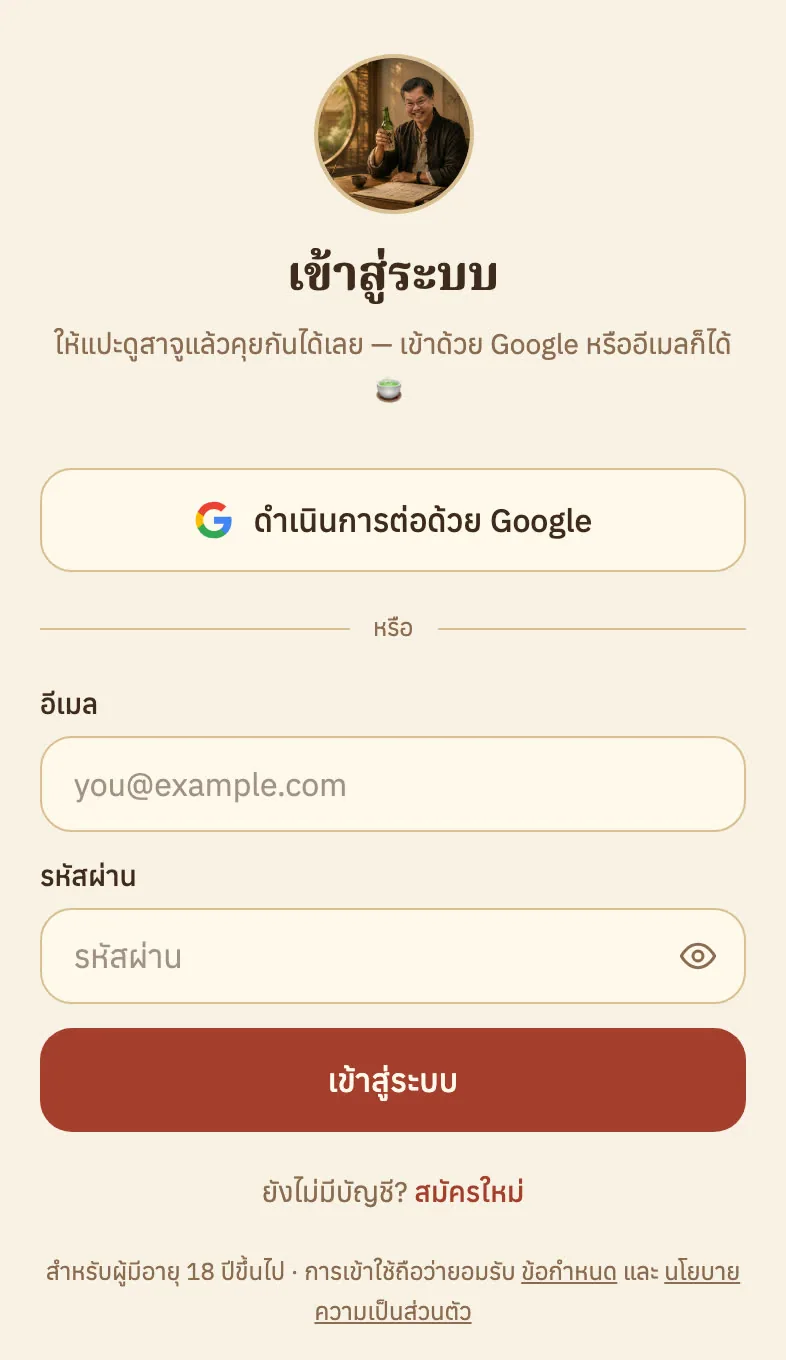 เข้าสู่ระบบ
ให้แปะดูสาจูแล้วคุยกันได้เลย — เข้าด้วย Google หรืออีเมลก็ได้
🍵
ดำเนินการต่อด้วย Google
หรือ
อีเมล
you@example.com
รหัสผ่าน
รหัสผ่าน
เข้าสู่ระบบ
ยังไม่มีบัญชี? สมัครใหม่
สำหรับผู้มีอายุ 18 ปีขึ้นไป · การเข้าใช้ถือว่ายอมรับ ข้อกำหนด และ นโยบาย
ความเป็นส่วนตัว